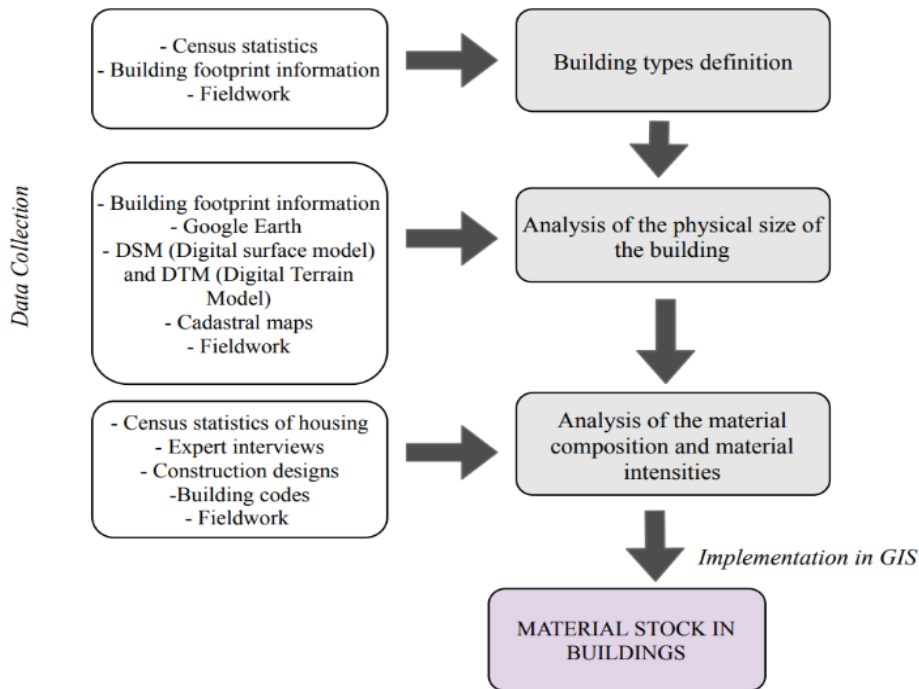 - Census statistics
- Building footprint information
- Fieldwork
Building types definition
Data Collection
- Building footprint information
- Google Earth
- DSM (Digital surface model)
and DTM (Digital Terrain
Model)
- Cadastral maps
- Fieldwork
Analysis of the physical size of
the building
- Census statistics of housing
- Expert interviews
- Construction designs
-Building codes
- Fieldwork
Analysis of the material
composition and material
intensities
Implementation in GIS
MATERIAL STOCK IN
BUILDINGS